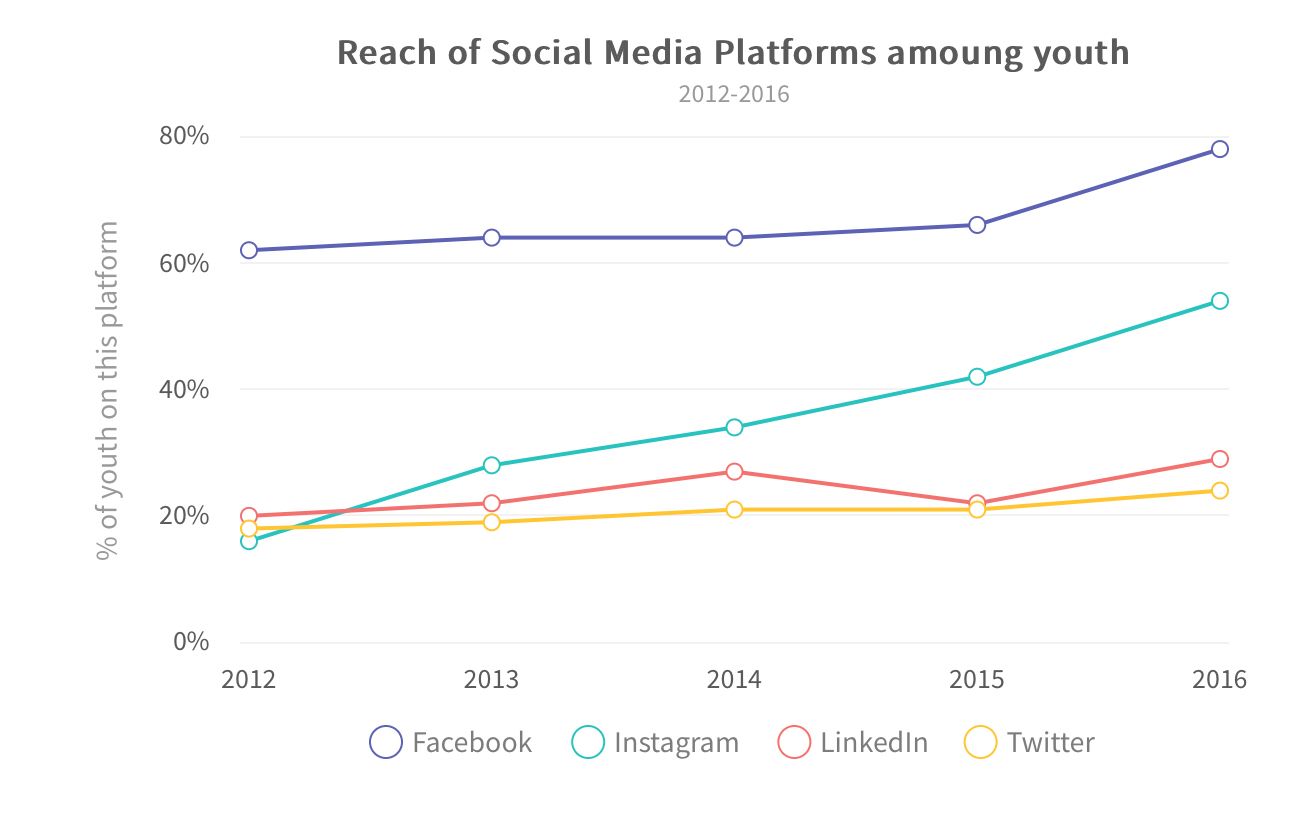 Reach of Social Media Platforms amoung youth
2012-2016
80%
60%
40%
20%
0%
% of youth on this platform
2012 2013 2014 2015 2016
Facebook Instagram LinkedIn Twitter